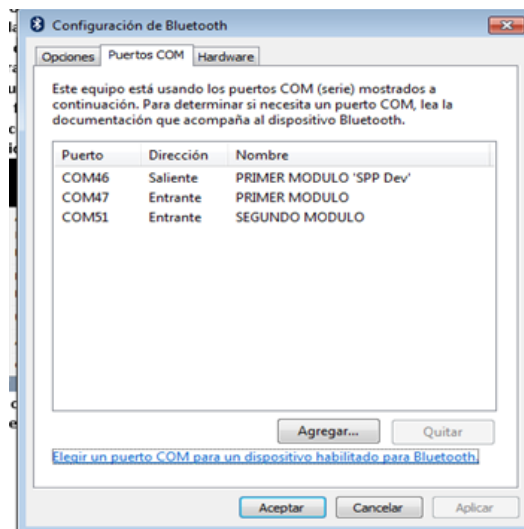 Configuración de Bluetooth
Opciones Puertos COM Hardware
Este equipo está usando los puertos COM (serie) mostrados a
continuación. Para determinar si necesita un puerto COM, lea la
documentación que acompaña al dispositivo Bluetooth.
Puerto Dirección Nombre
COM46 Saliente PRIMER MODULO 'SPP Dev'
COM47 Entrante PRIMER MODULO
COM51 Entrante SEGUNDO MODULO
Agregar... Quitar
Elegir un puerto COM para un dispositivo habilitado para Bluetooth.
Aceptar Cancelar Aplicar